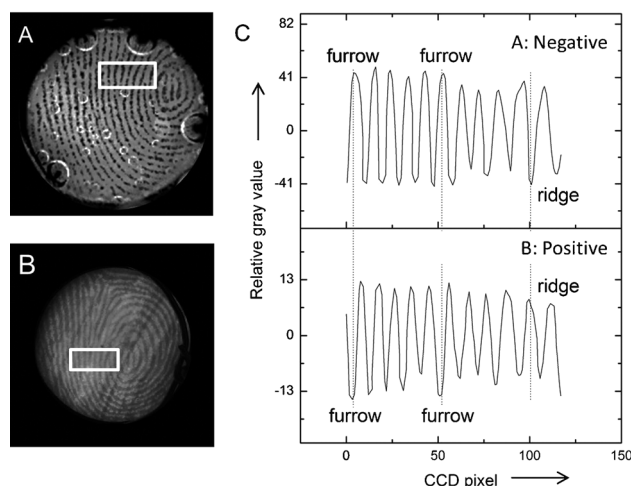 A
B
C
Relative gray value
82
41
0
-41
A: Negative
furrow
furrow
ridge
13
0
-13
B: Positive
ridge
furrow
furrow
0
50
100
150
CCD pixel